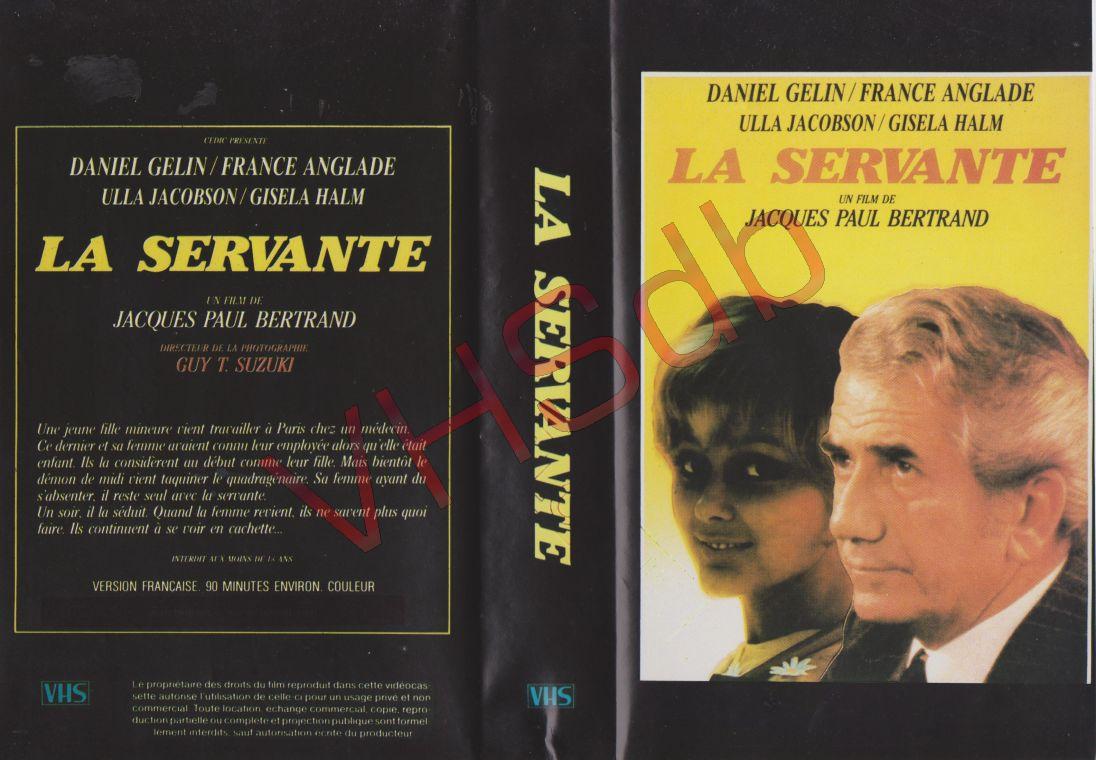 CEDIC PRÉSENTE
DANIEL GELIN / FRANCE ANGLADE
ULLA JACOBSON / GISELA HALM
LA SERVANTE
UN FILM DE
JACQUES PAUL BERTRAND
DIRECTEUR DE LA PHOTOGRAPHIE
GUY T. SUZUKI
Une jeune fille mineure vient travailler à Paris chez un médecin.
Ce dernier et sa femme avaient connu leur employée alors qu'elle était
enfant. Ils la considèrent au début comme leur fille. Mais bientôt le
démon de midi vient taquiner le quadragénaire. Sa femme ayant du
s'absenter, il reste seul avec la servante.
Un soir, il la séduit. Quand la femme revient, ils ne savent plus quoi
faire. Ils continuent à se voir en cachette...
INTERDIT AUX MOINS DE ANS
VERSION FRANCAISE. 90 MINUTES ENVIRON. COULEUR
VHS
Le propriétaire des droits du film reproduit dans cette vidéocas-
sette autorise l'utilisation de celle-ci pour un usage privé et non
commercial. Toute location, échange commercial, copie, repro-
duction partielle ou complète et projection publique sont formel-
lement interdits, sauf autorisation écrite du producteur
LA SERVANTE
VHS
DANIEL GELIN / FRANCE ANGLADE
ULLA JACOBSON / GISELA HALM
LA SERVANTE
UN FILM DE
JACQUES PAUL BERTRAND
VHSdb